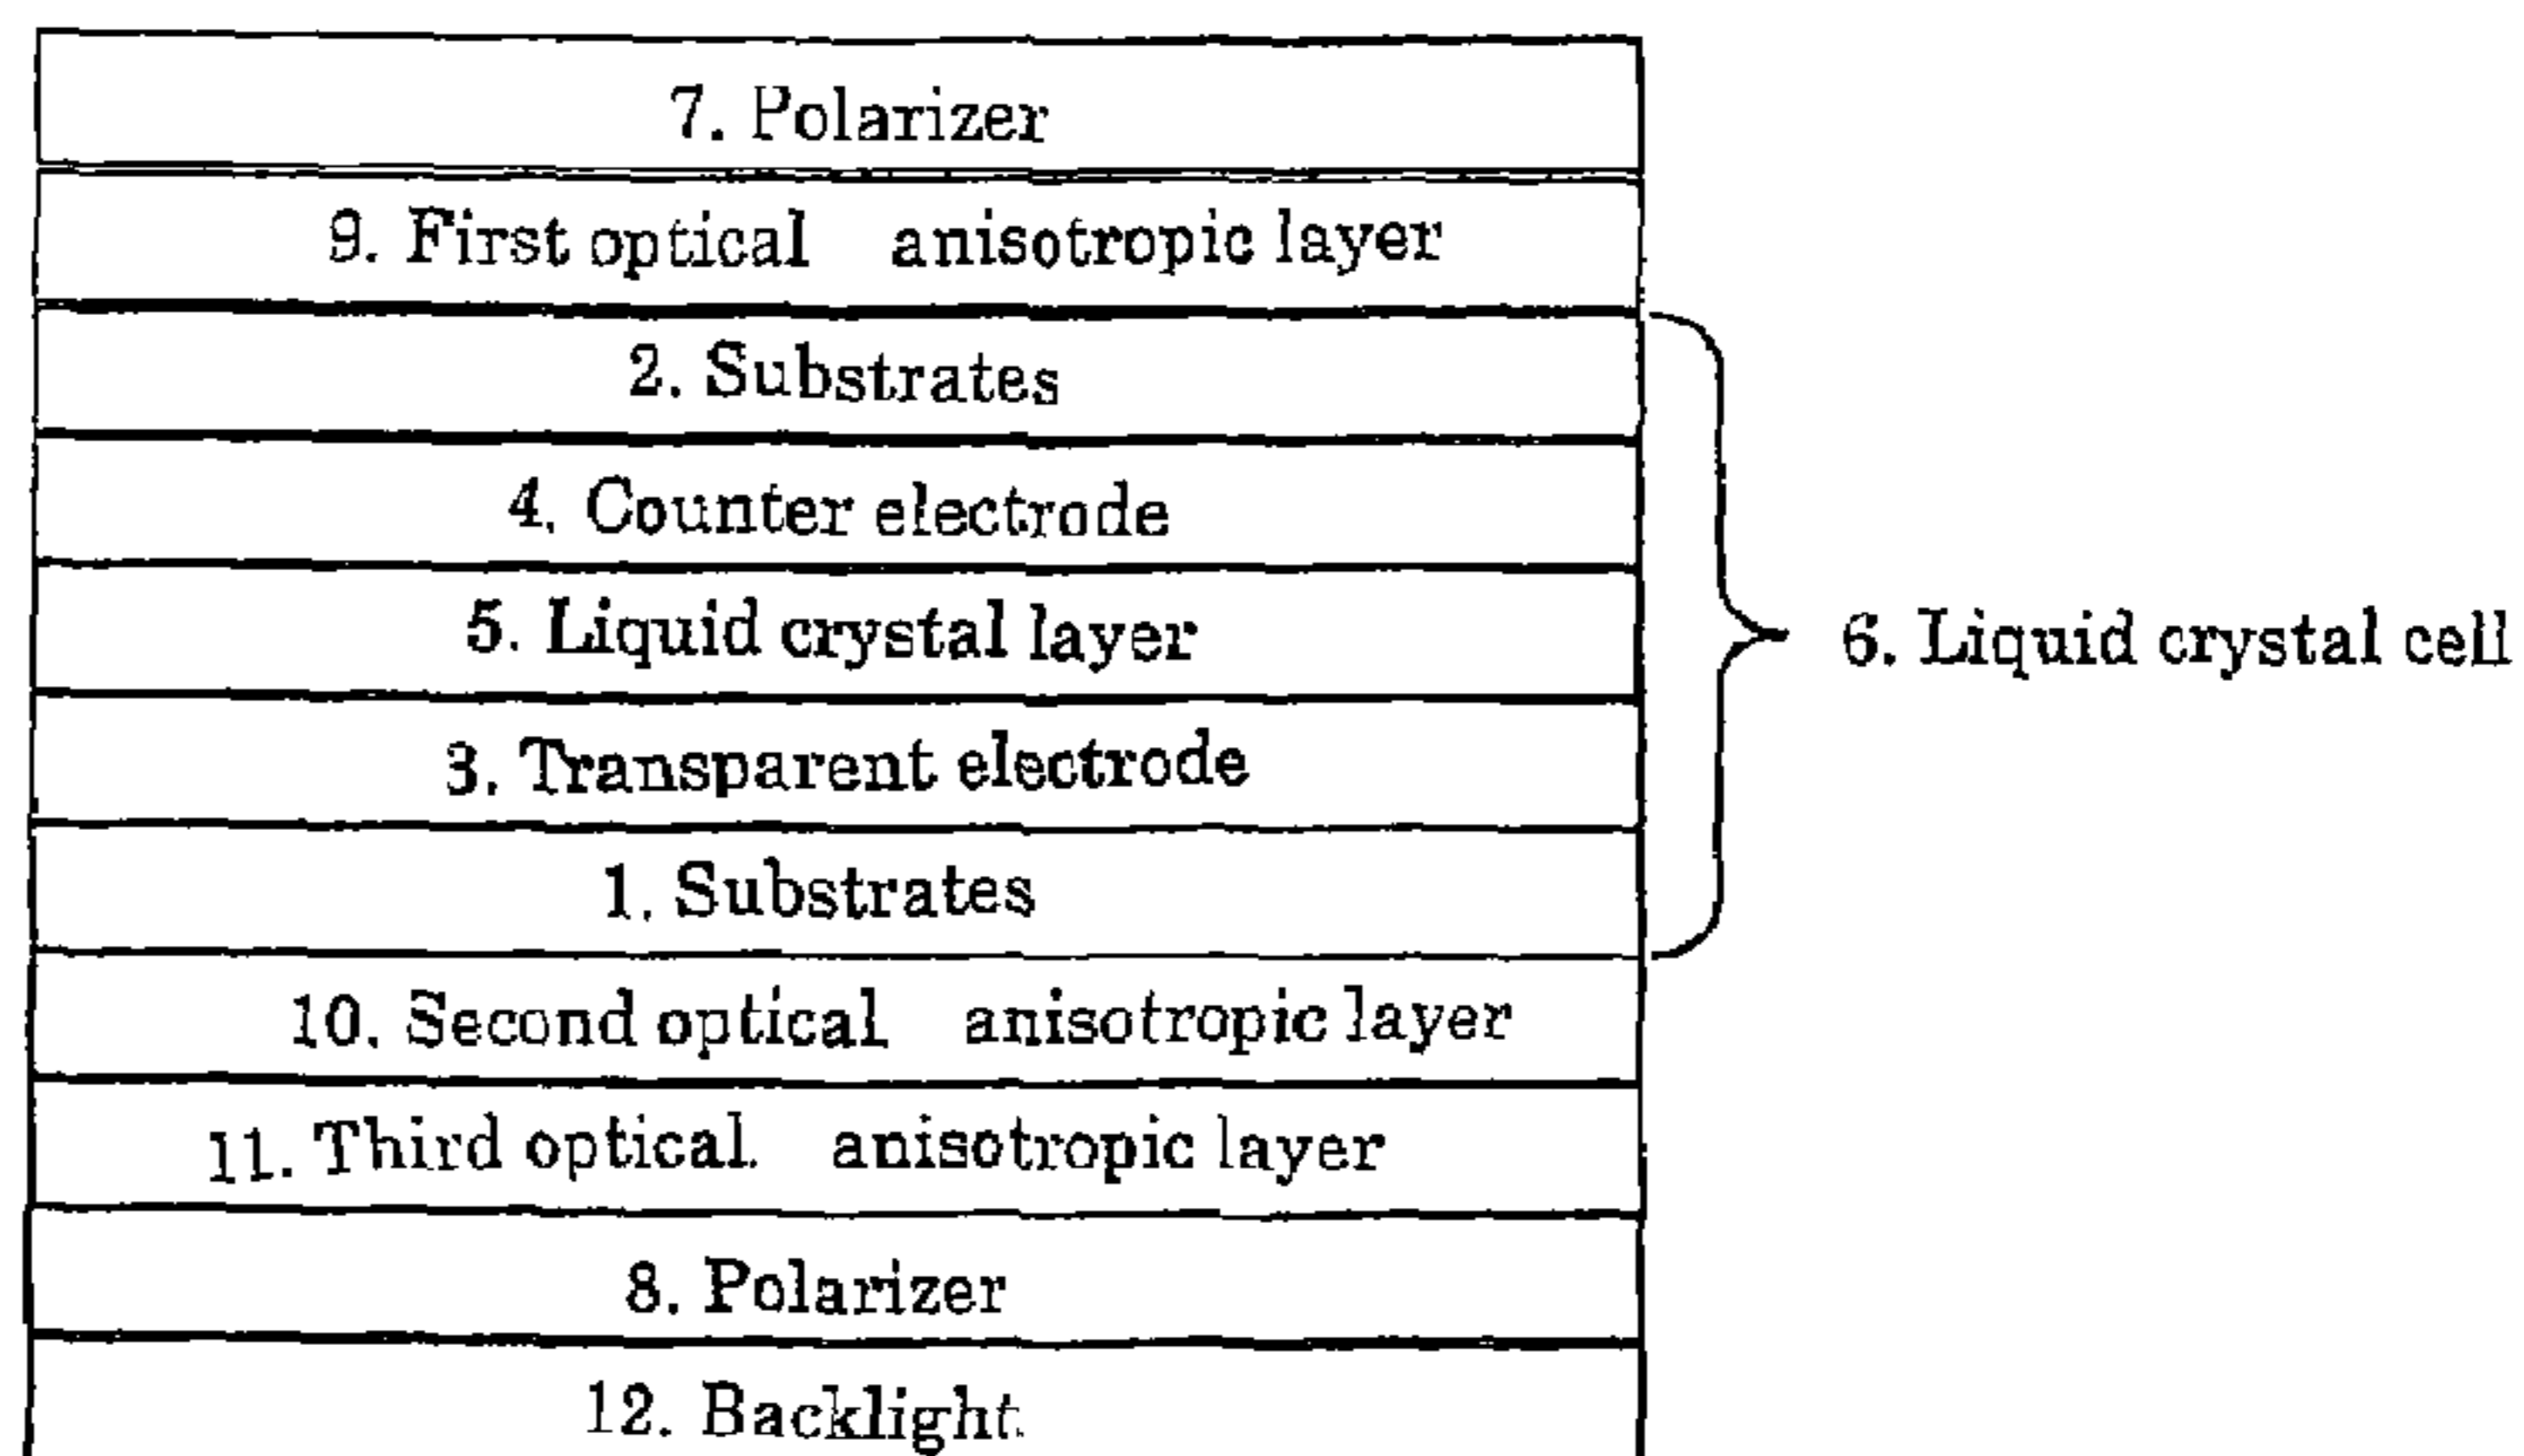 7. Polarizer
9. First optical anisotropic layer
2. Substrates
4. Counter electrode
5. Liquid crystal layer
6. Liquid crystal cell
3. Transparent electrode
1. Substrates
10. Second optical anisotropic layer
11. Third optical. anisotropic layer
8. Polarizer
12. Backlight